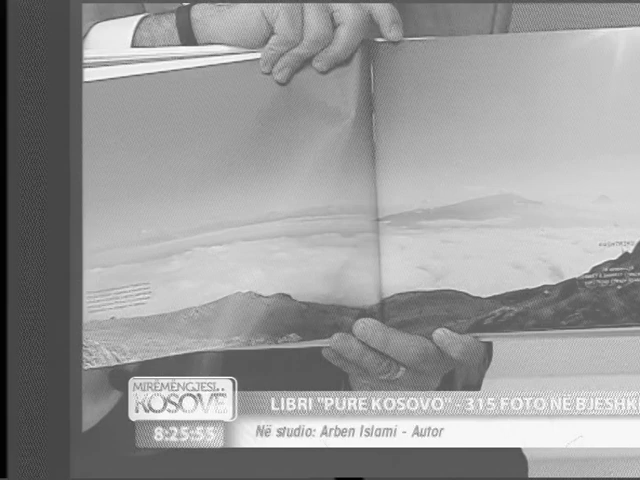 MIRËMËNGJESI..
KOSOVË
LIBRI "PURE KOSOVO" - 315 FOTO NË BJESHK
8:25:55
Në studio: Arben Islami - Autor